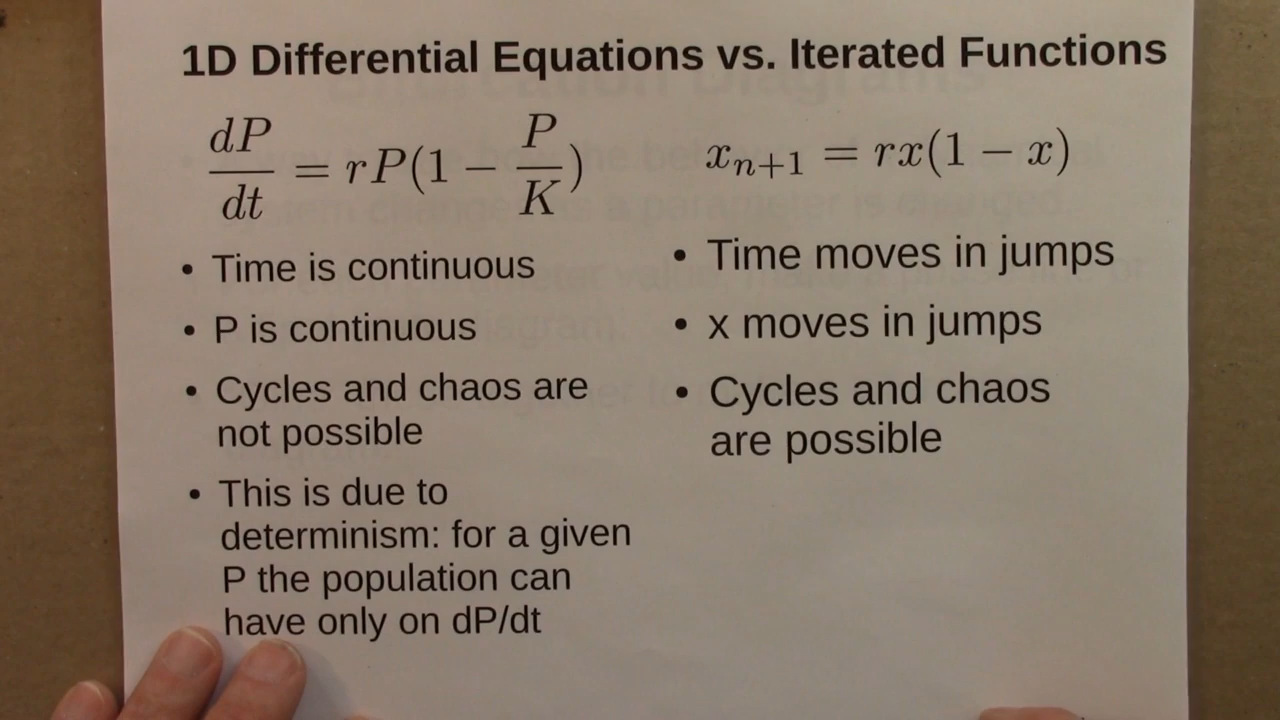 1D Differential Equations vs. Iterated Functions
dP/dt = rP(1 − P/K)
• Time is continuous
• P is continuous
• Cycles and chaos are
not possible
• This is due to
determinism: for a given
P the population can
have only on dP/dt
xₙ₊₁ = rx(1 − x)
• Time moves in jumps
• x moves in jumps
• Cycles and chaos
are possible